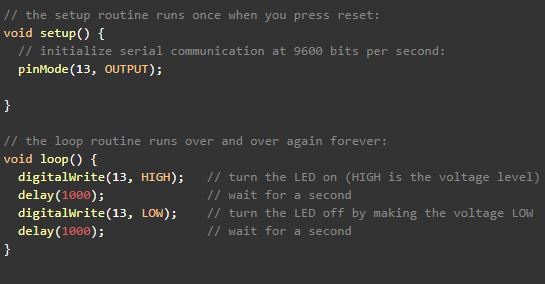 // the setup routine runs once when you press reset:
void setup() {
  // initialize serial communication at 9600 bits per second:
  pinMode(13, OUTPUT);
}
// the loop routine runs over and over again forever:
void loop() {
  digitalWrite(13, HIGH);   // turn the LED on (HIGH is the voltage level)
  delay(1000);              // wait for a second
  digitalWrite(13, LOW);    // turn the LED off by making the voltage LOW
  delay(1000);              // wait for a second
}